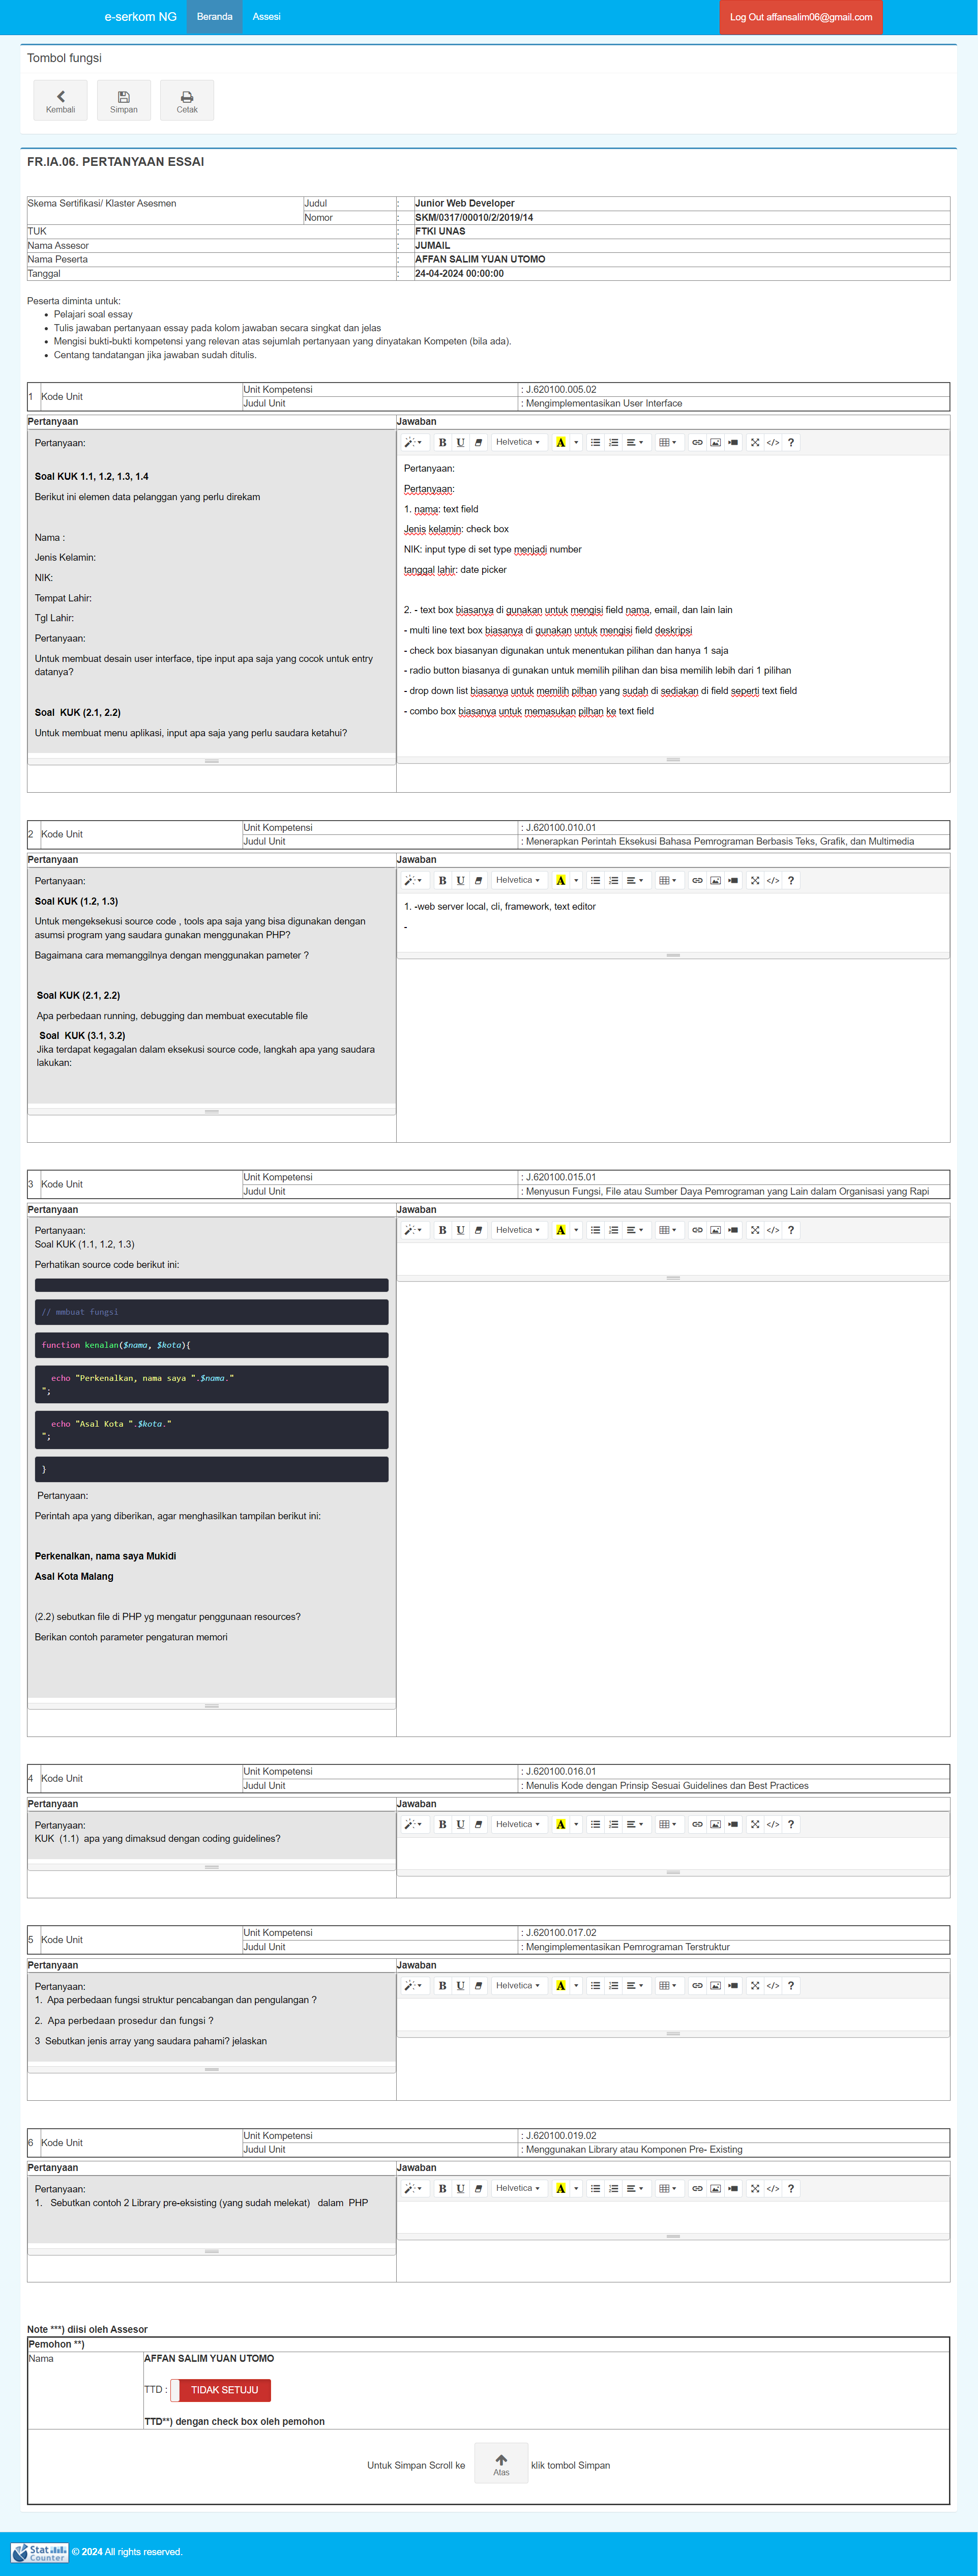 e-serkom NG Beranda Assesi Log Out affansalim06@gmail.com
Tombol fungsi
Kembali Simpan Cetak
FR.IA.06. PERTANYAAN ESSAI
Skema Sertifikasi/ Klaster Asesmen Judul : Junior Web Developer
Nomor : SKM/0317/00010/2/2019/14
TUK : FTKI UNAS
Nama Assesor : JUMAIL
Nama Peserta : AFFAN SALIM YUAN UTOMO
Tanggal : 24-04-2024 00:00:00
Peserta diminta untuk:
• Pelajari soal essay
• Tulis jawaban pertanyaan essay pada kolom jawaban secara singkat dan jelas
• Mengisi bukti-bukti kompetensi yang relevan atas sejumlah pertanyaan yang dinyatakan Kompeten (bila ada).
• Centang tandatangan jika jawaban sudah ditulis.
1 Kode Unit Unit Kompetensi : J.620100.005.02
Judul Unit : Mengimplementasikan User Interface
Pertanyaan Jawaban
Pertanyaan:
Soal KUK 1.1, 1.2, 1.3, 1.4
Berikut ini elemen data pelanggan yang perlu direkam
Nama :
Jenis Kelamin:
NIK:
Tempat Lahir:
Tgl Lahir:
Pertanyaan:
Untuk membuat desain user interface, tipe input apa saja yang cocok untuk entry
datanya?
Soal KUK (2.1, 2.2)
Untuk membuat menu aplikasi, input apa saja yang perlu saudara ketahui?
B U Helvetica A </> ?
Pertanyaan:
Pertanyaan:
1. nama: text field
Jenis kelamin: check box
NIK: input type di set type menjadi number
tanggal lahir: date picker
2. - text box biasanya di gunakan untuk mengisi field nama, email, dan lain lain
- multi line text box biasanya di gunakan untuk mengisi field deskripsi
- check box biasanyan digunakan untuk menentukan pilihan dan hanya 1 saja
- radio button biasanya di gunakan untuk memilih pilihan dan bisa memilih lebih dari 1 pilihan
- drop down list biasanya untuk memilih pilhan yang sudah di sediakan di field seperti text field
- combo box biasanya untuk memasukan pilhan ke text field
2 Kode Unit Unit Kompetensi : J.620100.010.01
Judul Unit : Menerapkan Perintah Eksekusi Bahasa Pemrograman Berbasis Teks, Grafik, dan Multimedia
Pertanyaan Jawaban
Pertanyaan:
Soal KUK (1.2, 1.3)
Untuk mengeksekusi source code , tools apa saja yang bisa digunakan dengan
asumsi program yang saudara gunakan menggunakan PHP?
Bagaimana cara memanggilnya dengan menggunakan pameter ?
Soal KUK (2.1, 2.2)
Apa perbedaan running, debugging dan membuat executable file
Soal KUK (3.1, 3.2)
Jika terdapat kegagalan dalam eksekusi source code, langkah apa yang saudara
lakukan:
B U Helvetica A </> ?
1. -web server local, cli, framework, text editor
-
3 Kode Unit Unit Kompetensi : J.620100.015.01
Judul Unit : Menyusun Fungsi, File atau Sumber Daya Pemrograman yang Lain dalam Organisasi yang Rapi
Pertanyaan Jawaban
Pertanyaan:
Soal KUK (1.1, 1.2, 1.3)
Perhatikan source code berikut ini:
// mmbuat fungsi
function kenalan($nama, $kota){
echo "Perkenalkan, nama saya ".$nama."
";
echo "Asal Kota ".$kota."
";
}
Pertanyaan:
Perintah apa yang diberikan, agar menghasilkan tampilan berikut ini:
Perkenalkan, nama saya Mukidi
Asal Kota Malang
(2.2) sebutkan file di PHP yg mengatur penggunaan resources?
Berikan contoh parameter pengaturan memori
B U Helvetica A </> ?
4 Kode Unit Unit Kompetensi : J.620100.016.01
Judul Unit : Menulis Kode dengan Prinsip Sesuai Guidelines dan Best Practices
Pertanyaan Jawaban
Pertanyaan:
KUK (1.1) apa yang dimaksud dengan coding guidelines?
B U Helvetica A </> ?
5 Kode Unit Unit Kompetensi : J.620100.017.02
Judul Unit : Mengimplementasikan Pemrograman Terstruktur
Pertanyaan Jawaban
Pertanyaan:
1. Apa perbedaan fungsi struktur pencabangan dan pengulangan ?
2. Apa perbedaan prosedur dan fungsi ?
3 Sebutkan jenis array yang saudara pahami? jelaskan
B U Helvetica A </> ?
6 Kode Unit Unit Kompetensi : J.620100.019.02
Judul Unit : Menggunakan Library atau Komponen Pre- Existing
Pertanyaan Jawaban
Pertanyaan:
1. Sebutkan contoh 2 Library pre-eksisting (yang sudah melekat) dalam PHP
B U Helvetica A </> ?
Note ***) diisi oleh Assesor
Pemohon **)
Nama AFFAN SALIM YUAN UTOMO
TTD : TIDAK SETUJU
TTD**) dengan check box oleh pemohon
Untuk Simpan Scroll ke Atas klik tombol Simpan
Stat Counter © 2024 All rights reserved.